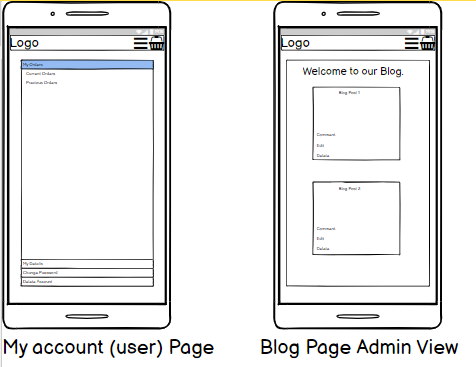 Logo
My Orders
Current Orders
Previous Orders
My Details
Change Password
Delete Account
My account (user) Page
Logo
Welcome to our Blog.
Blog Post 1
Comment
Edit
Delete
Blog Post 2
Comment
Edit
Delete
Blog Page Admin View